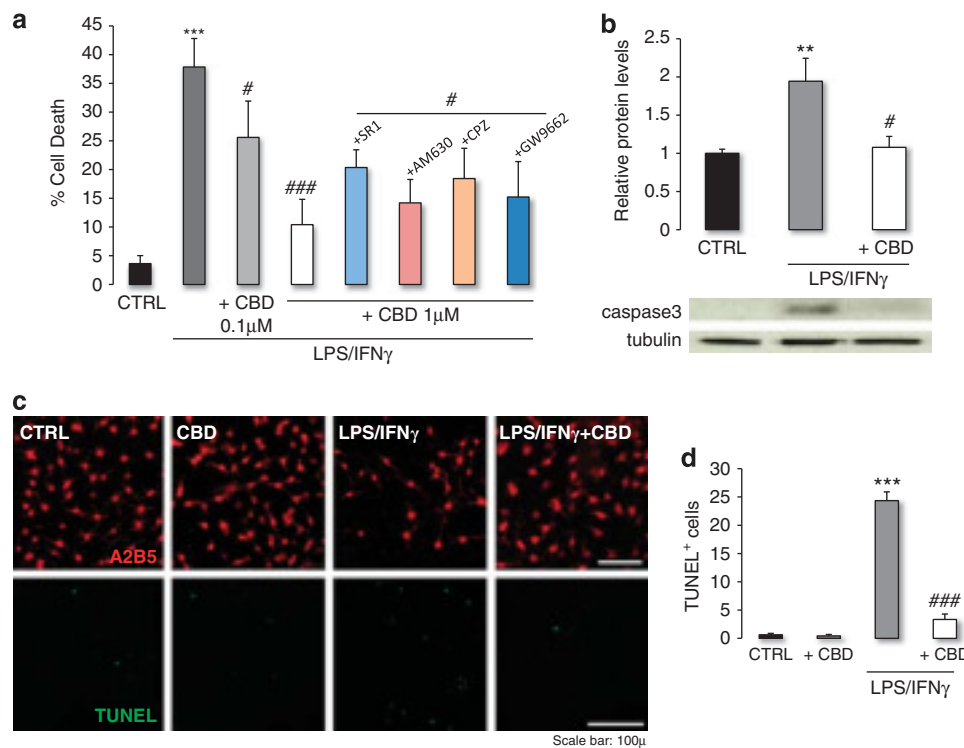 a
% Cell Death
45
40
35
30
25
20
15
10
5
0
***
#
###
#
+SR1
+AM630
+CPZ
+GW9662
CTRL
+ CBD
0.1μM
+ CBD 1μM
LPS/IFNγ
b
Relative protein levels
2.5
2
1.5
1
0.5
0
**
#
CTRL
+ CBD
LPS/IFNγ
caspase3
tubulin
c
CTRL
CBD
LPS/IFNγ
LPS/IFNγ+CBD
A2B5
TUNEL
Scale bar: 100μ
d
TUNEL+ cells
30
25
20
15
10
5
0
***
###
CTRL
+ CBD
+ CBD
LPS/IFNγ